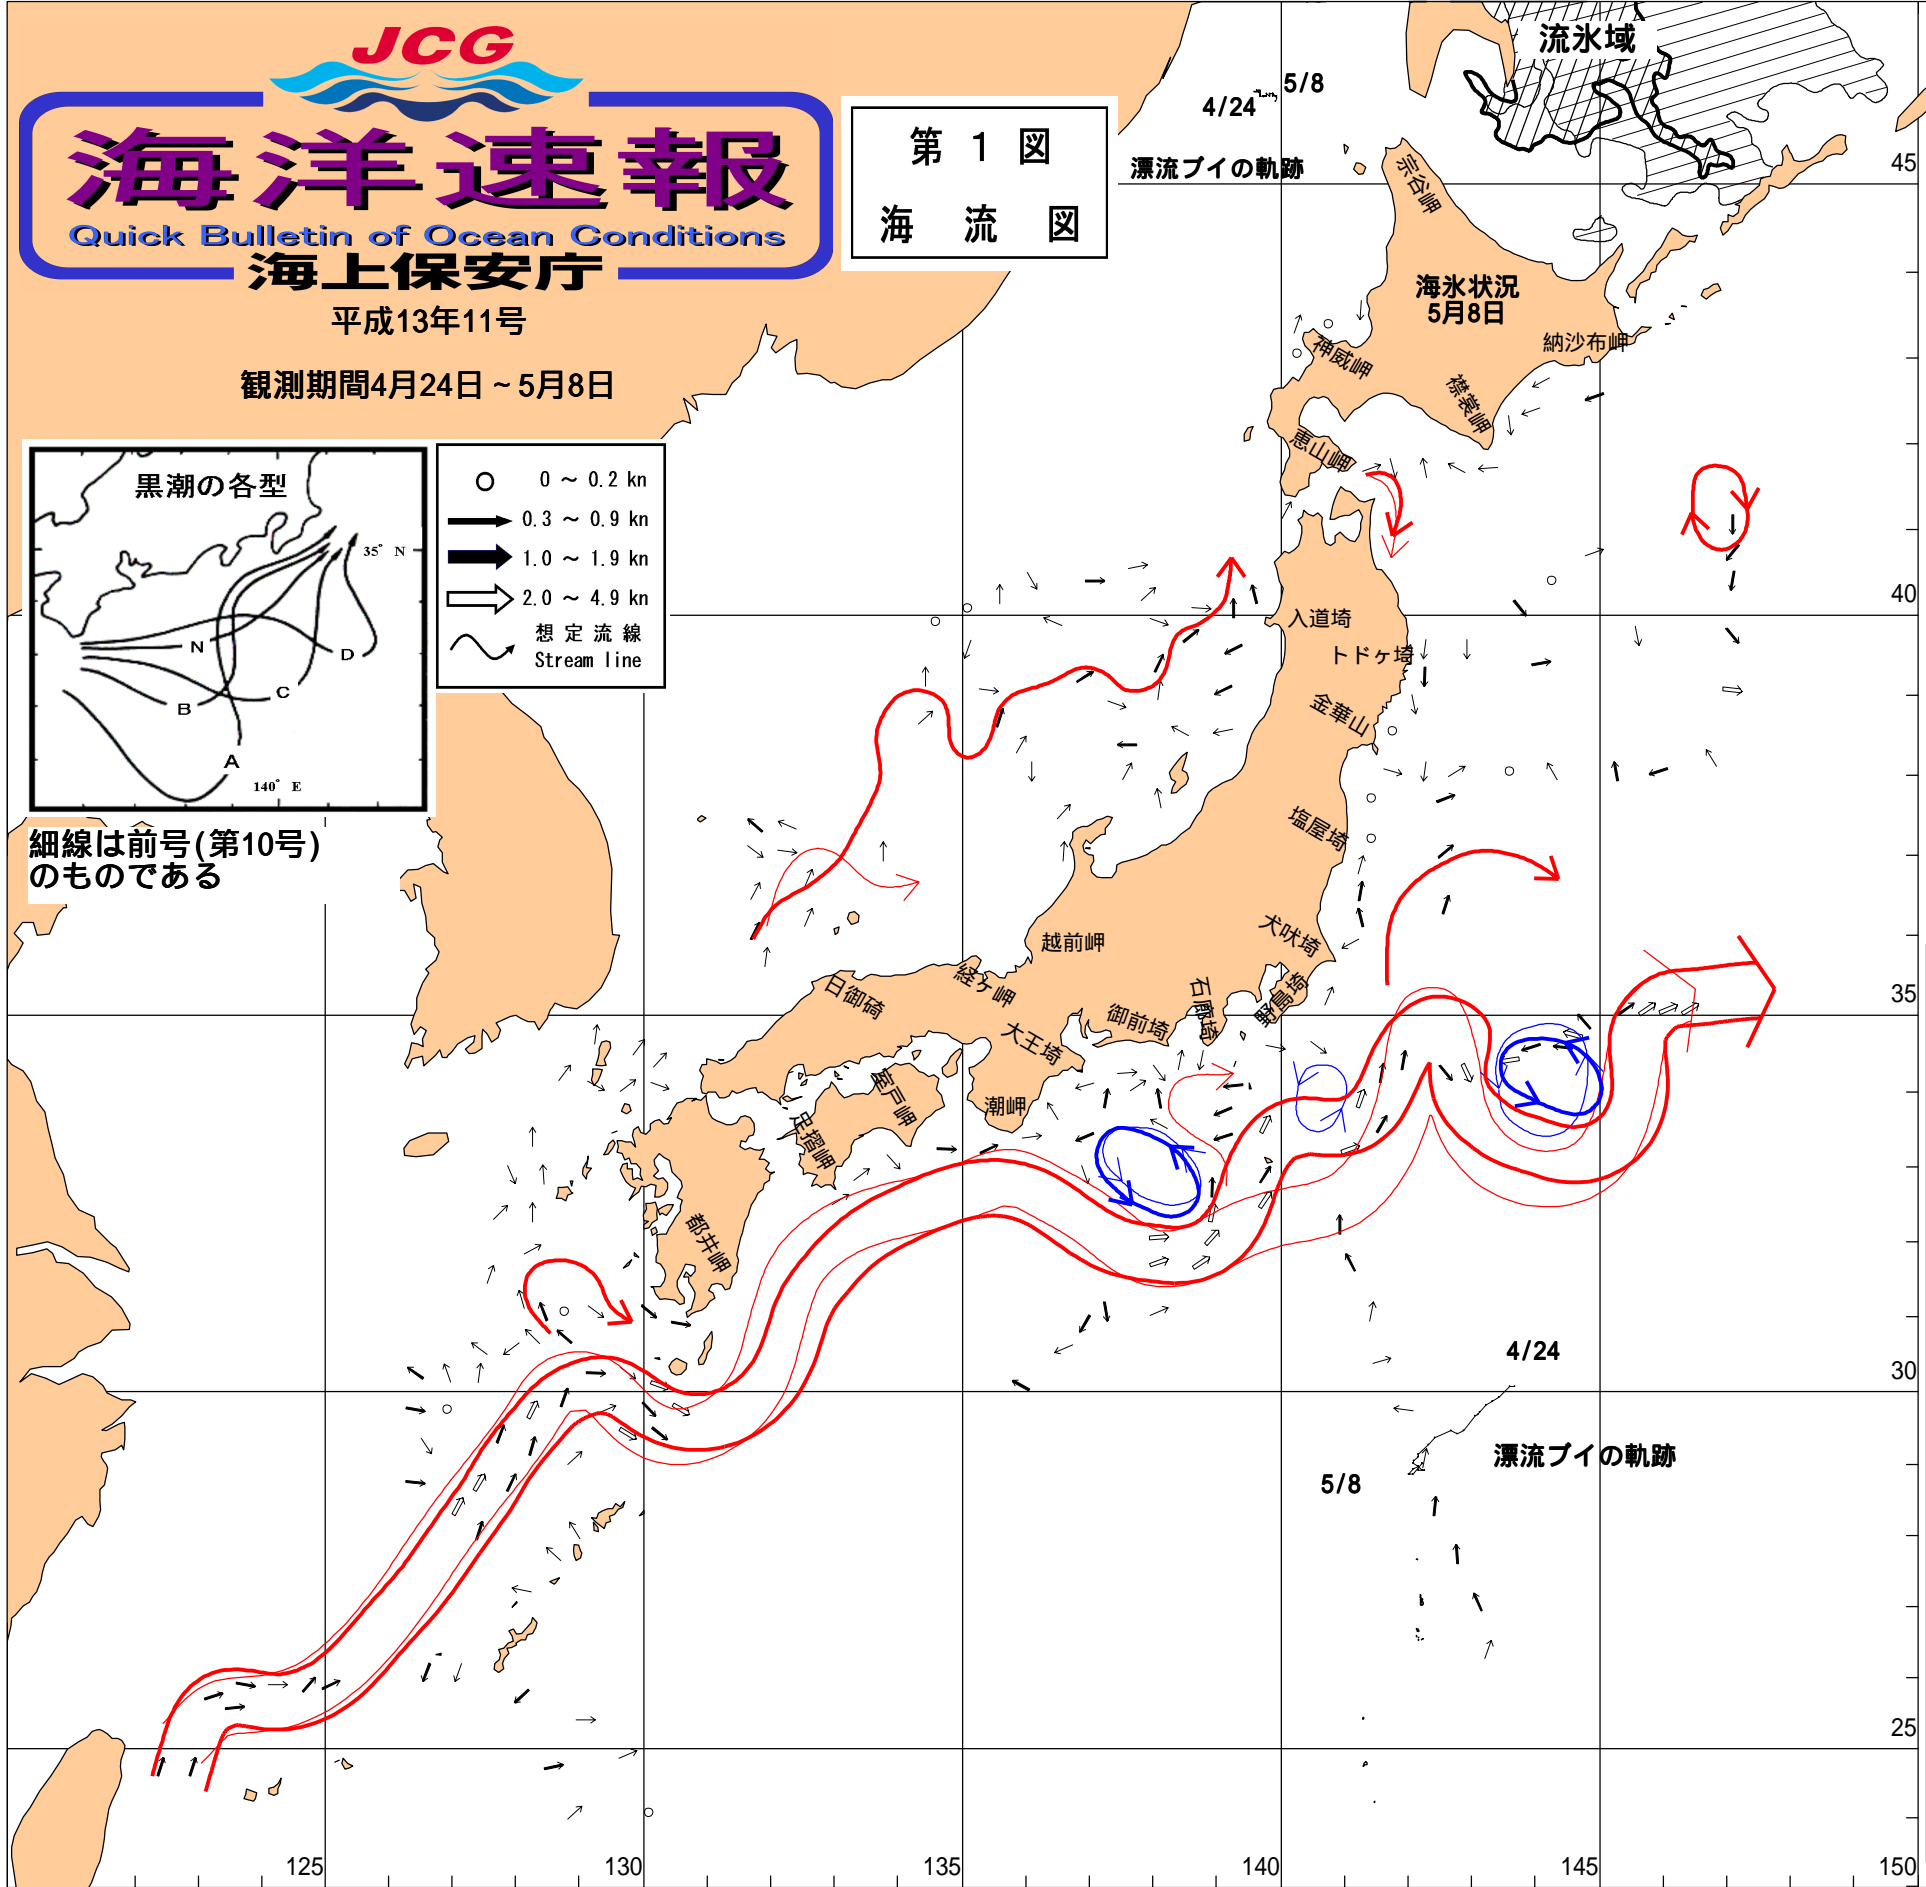 JCG
海洋速報
Quick Bulletin of Ocean Conditions
海上保安庁
平成13年11号
観測期間4月24日~5月8日
第 1 図
海 流 図
黒潮の各型
35° N
N
D
C
B
A
140° E
0 ～ 0.2 kn
0.3 ～ 0.9 kn
1.0 ～ 1.9 kn
2.0 ～ 4.9 kn
想 定 流 線
Stream line
細線は前号(第10号)
のものである
流氷域
4/24
5/8
漂流ブイの軌跡
45
宗谷岬
海氷状況
5月8日
納沙布岬
神威岬
襟裳岬
恵山岬
40
入道埼
トドヶ埼
金華山
塩屋埼
犬吠埼
越前岬
経ヶ岬
日御碕
石廊埼
野島埼
御前埼
大王埼
35
室戸岬
潮岬
足摺岬
都井岬
4/24
30
漂流ブイの軌跡
5/8
25
125
130
135
140
145
150